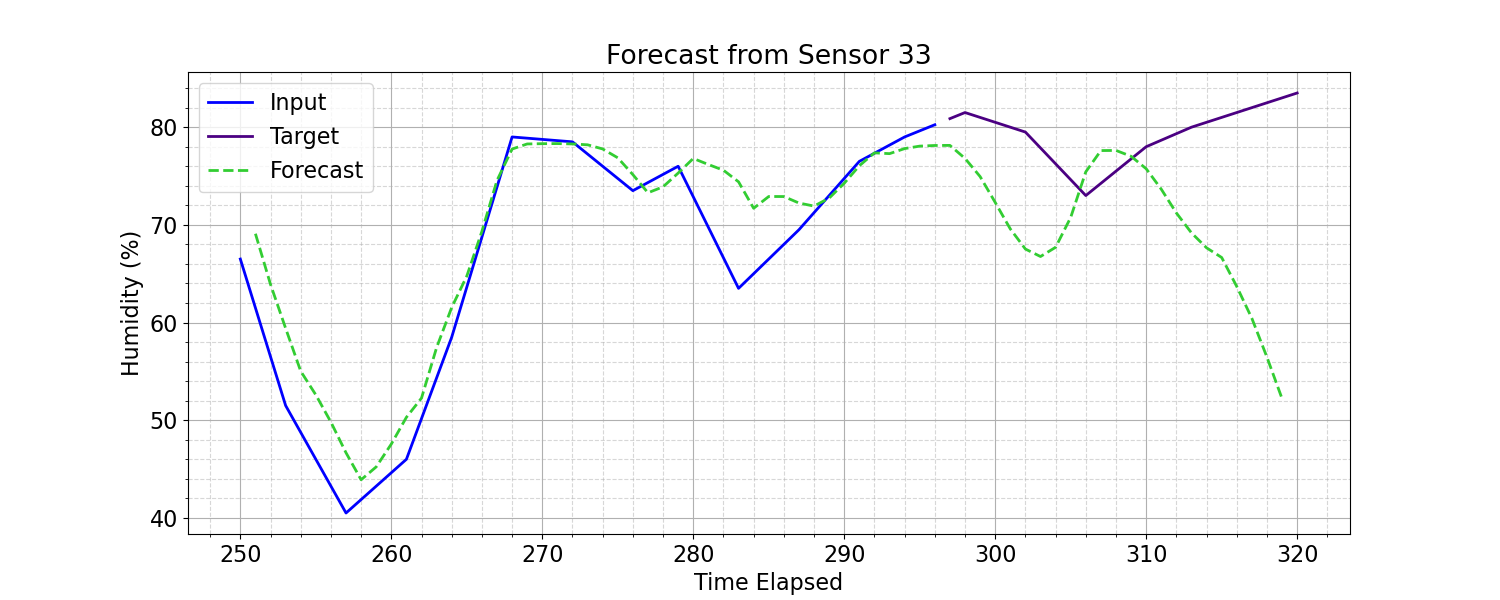 Forecast from Sensor 33
Input
Target
Forecast
Humidity (%)
80
70
60
50
40
250 260 270 280 290 300 310 320
Time Elapsed